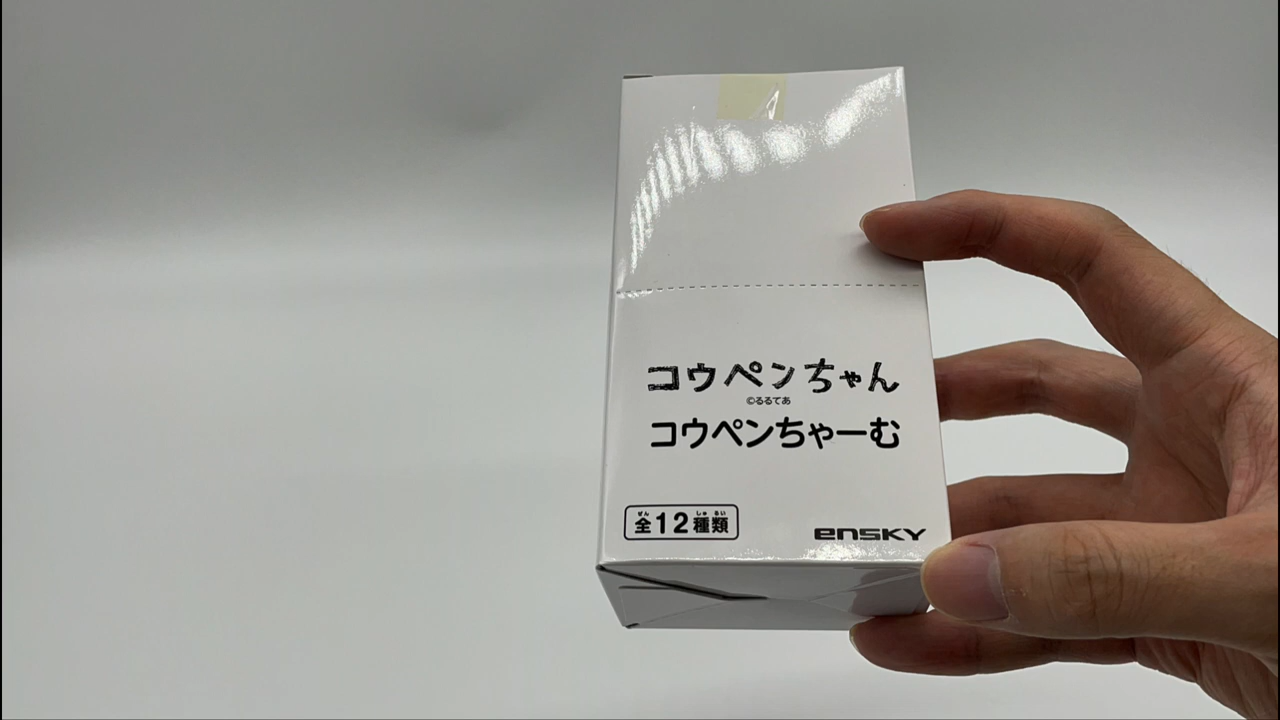 コウペンちゃん
©るるてあ
コウペンちゃーむ
ぜん しゅ るい
全12種類
ensky